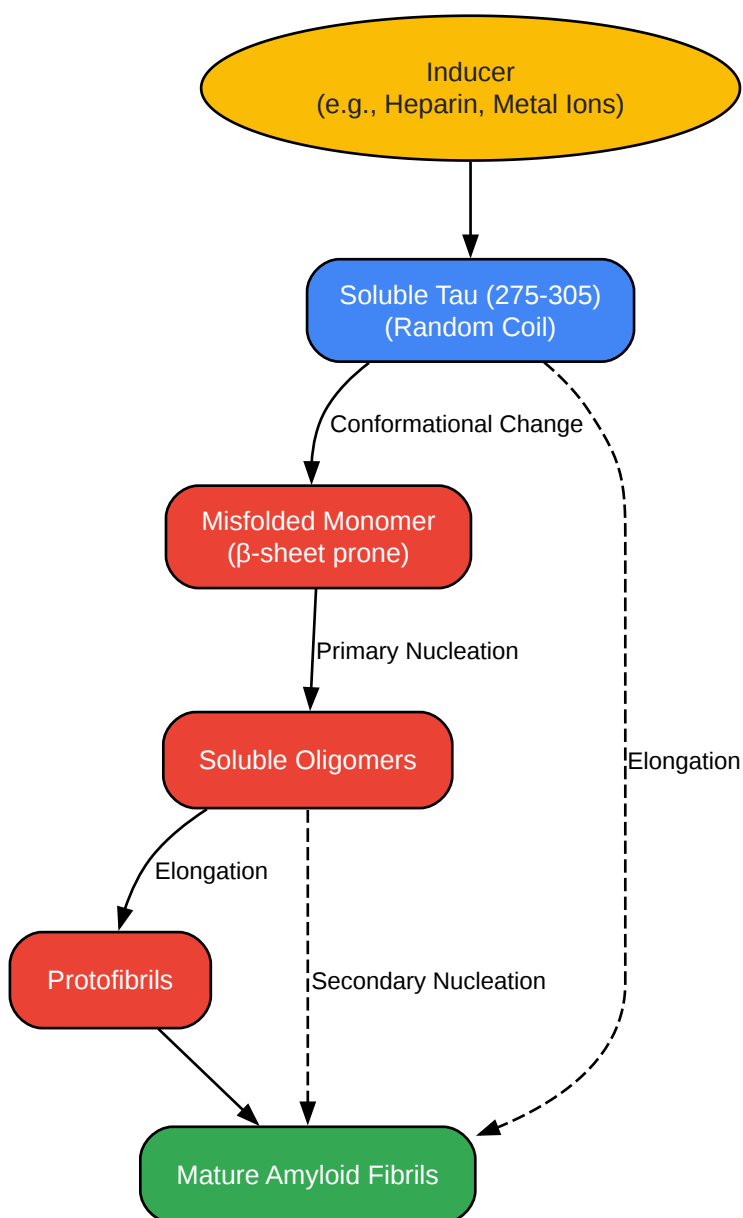 Inducer
(e.g., Heparin, Metal Ions)
Soluble Tau (275-305)
(Random Coil)
Conformational Change
Misfolded Monomer
(β-sheet prone)
Primary Nucleation
Soluble Oligomers
Elongation
Elongation
Protofibrils
Secondary Nucleation
Mature Amyloid Fibrils